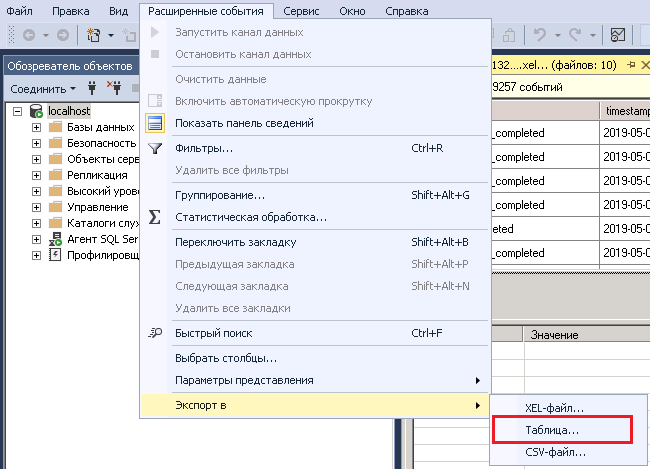 Файл Правка Вид Расширенные события Сервис Окно Справка
Запустить канал данных
Остановить канал данных
Очистить данные
Включить автоматическую прокрутку
Показать панель сведений
Фильтры... Ctrl+R
Удалить все фильтры
Группирование... Shift+Alt+G
Статистическая обработка...
Переключить закладку Shift+Alt+B
Предыдущая закладка Shift+Alt+P
Следующая закладка Shift+Alt+N
Удалить все закладки
Быстрый поиск Ctrl+F
Выбрать столбцы...
Параметры представления
Экспорт в
XEL-файл...
Таблица...
CSV-файл...
Обозреватель объектов
Соединить
localhost
Базы данных
Безопасность
Объекты серв
Репликация
Высокий уров
Управление
Каталоги служ
Агент SQL Serv
Профилировщ
132....xel... (файлов: 10)
9257 событий
timestamp
_completed 2019-05-0
_completed 2019-05-0
_completed 2019-05-0
_completed 2019-05-0
eted 2019-05-0
_completed 2019-05-0
Значение